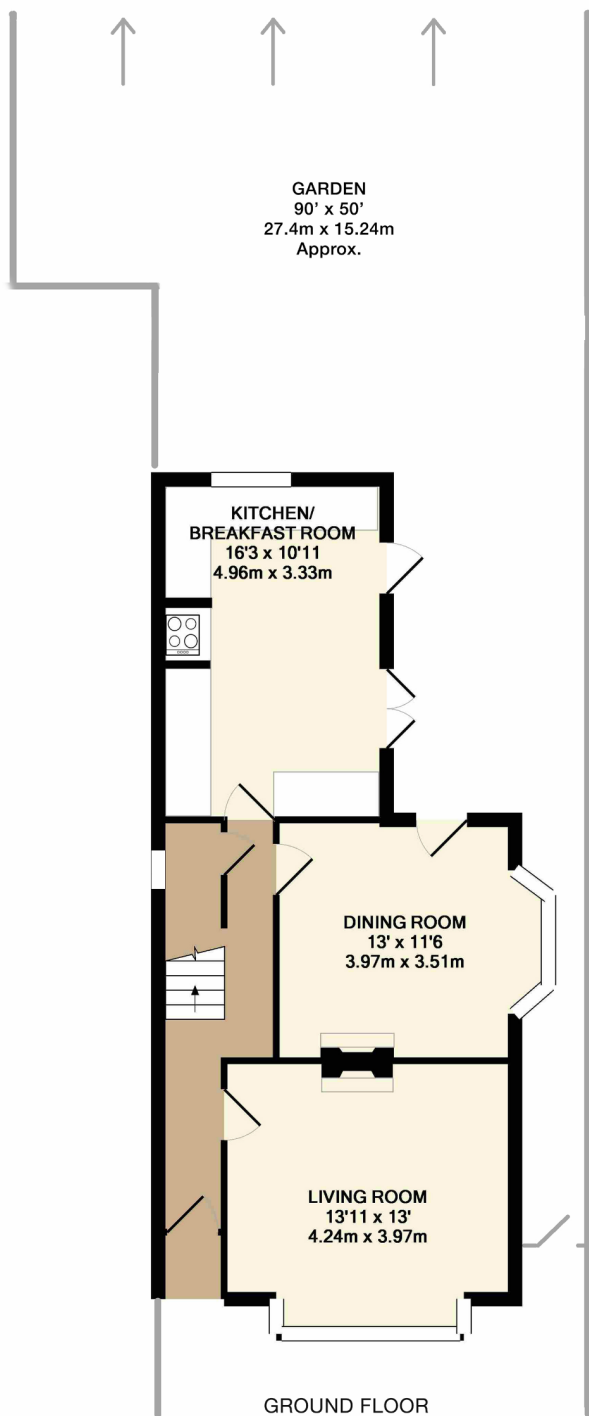 GARDEN
90' x 50'
27.4m x 15.24m
Approx.
KITCHEN/
BREAKFAST ROOM
16'3 x 10'11
4.96m x 3.33m
DINING ROOM
13' x 11'6
3.97m x 3.51m
LIVING ROOM
13'11 x 13'
4.24m x 3.97m
GROUND FLOOR